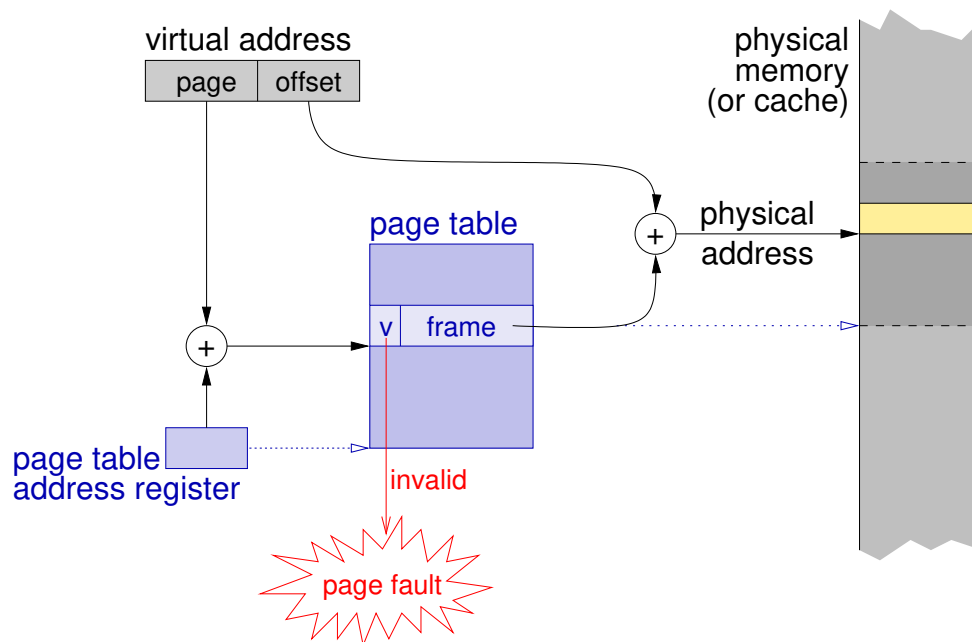 virtual address
page
offset
physical
memory
(or cache)
page table
+
physical
address
v
frame
+
page table
address register
invalid
page fault